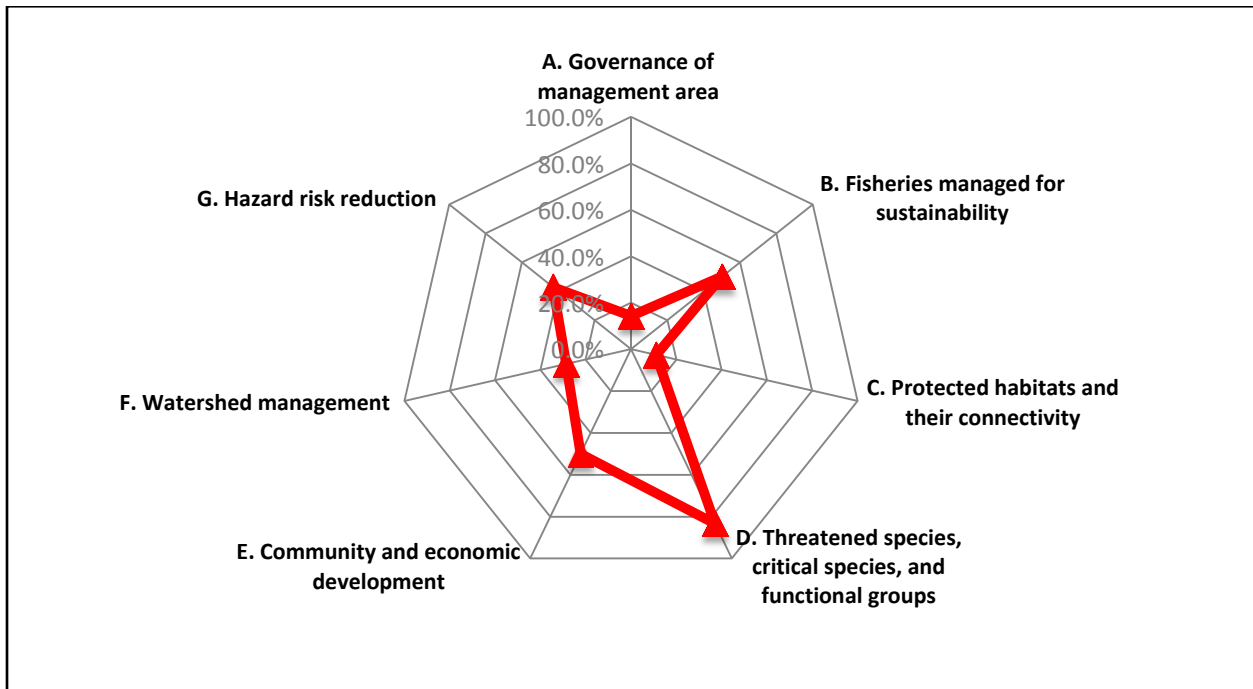 A. Governance of
management area
100.0%
80.0%
60.0%
40.0%
20.0%
0.0%
B. Fisheries managed for
sustainability
C. Protected habitats and
their connectivity
D. Threatened species,
critical species, and
functional groups
E. Community and economic
development
F. Watershed management
G. Hazard risk reduction